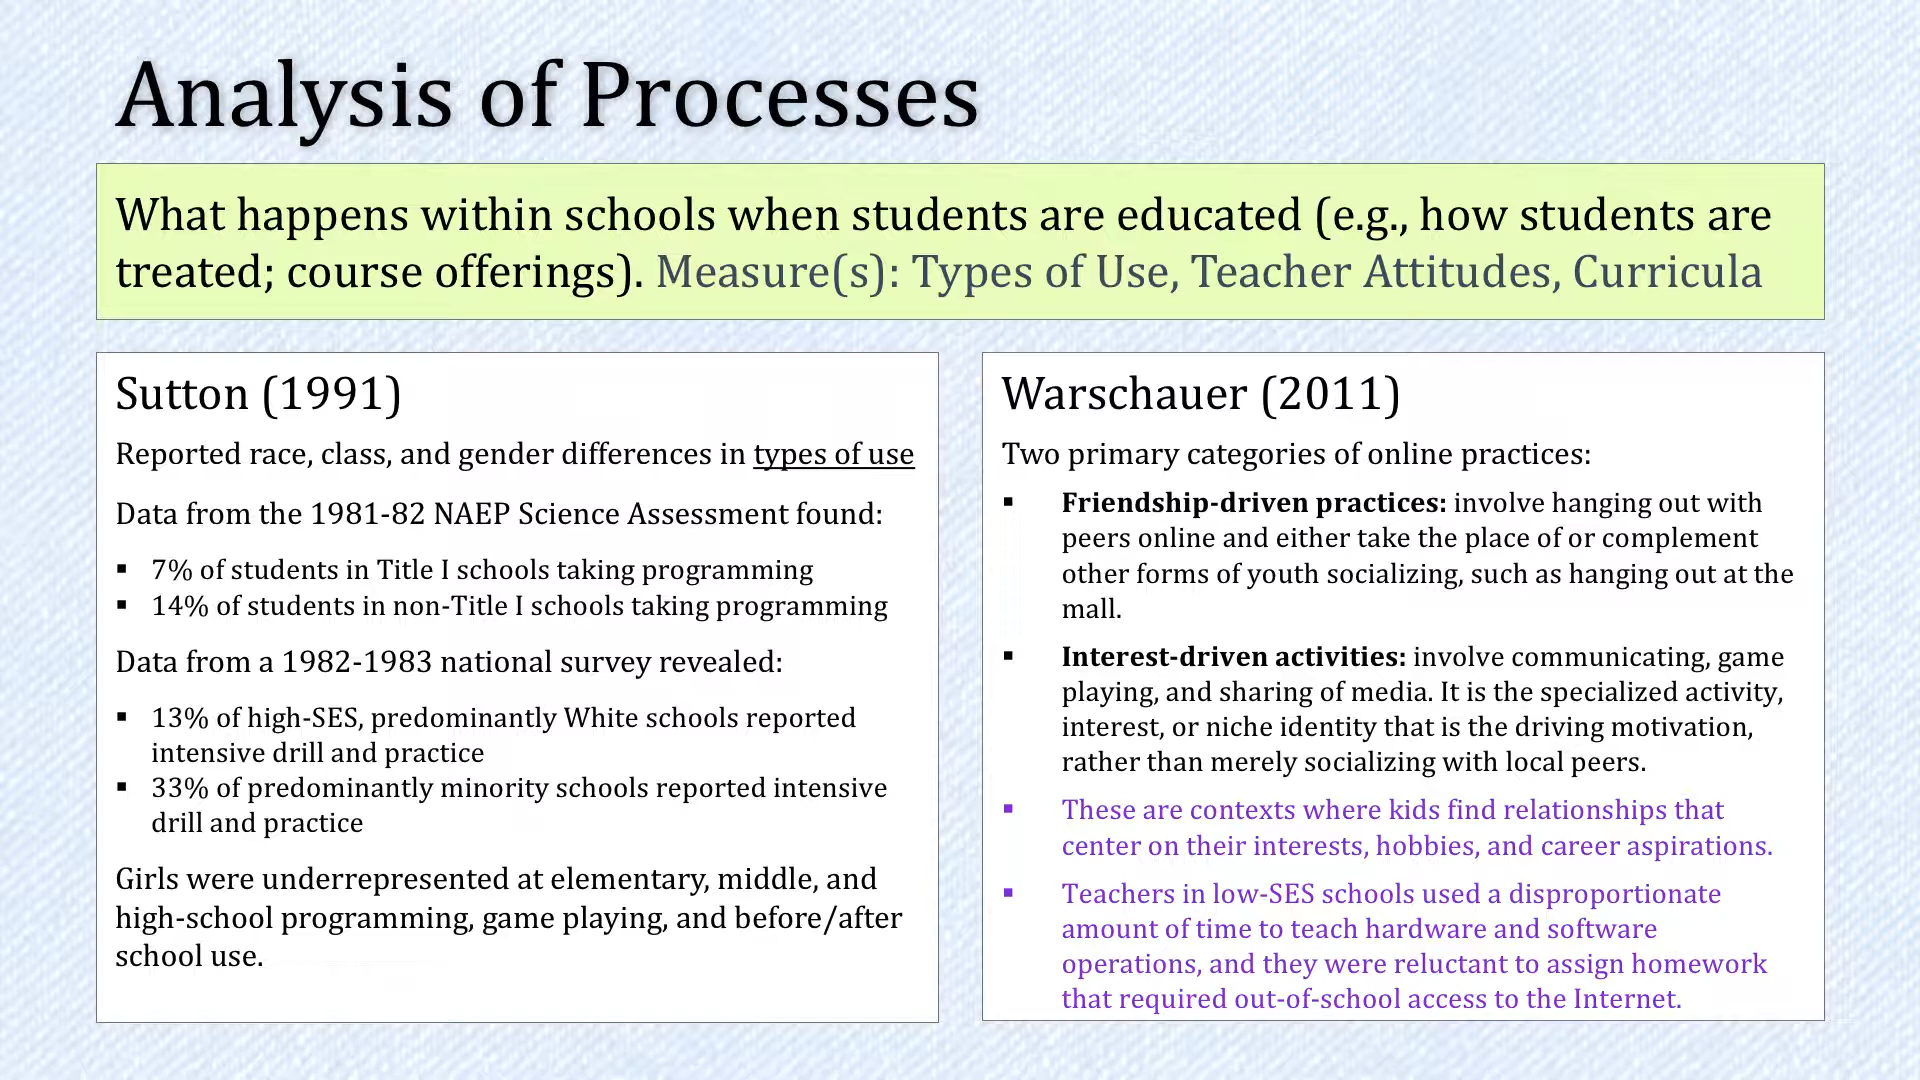 Analysis of Processes
What happens within schools when students are educated (e.g., how students are
treated; course offerings). Measure(s): Types of Use, Teacher Attitudes, Curricula
Sutton (1991)
Reported race, class, and gender differences in types of use
Data from the 1981-82 NAEP Science Assessment found:
▪ 7% of students in Title I schools taking programming
▪ 14% of students in non-Title I schools taking programming
Data from a 1982-1983 national survey revealed:
▪ 13% of high-SES, predominantly White schools reported
intensive drill and practice
▪ 33% of predominantly minority schools reported intensive
drill and practice
Girls were underrepresented at elementary, middle, and
high-school programming, game playing, and before/after
school use.
Warschauer (2011)
Two primary categories of online practices:
▪ Friendship-driven practices: involve hanging out with
peers online and either take the place of or complement
other forms of youth socializing, such as hanging out at the
mall.
▪ Interest-driven activities: involve communicating, game
playing, and sharing of media. It is the specialized activity,
interest, or niche identity that is the driving motivation,
rather than merely socializing with local peers.
▪ These are contexts where kids find relationships that
center on their interests, hobbies, and career aspirations.
▪ Teachers in low-SES schools used a disproportionate
amount of time to teach hardware and software
operations, and they were reluctant to assign homework
that required out-of-school access to the Internet.